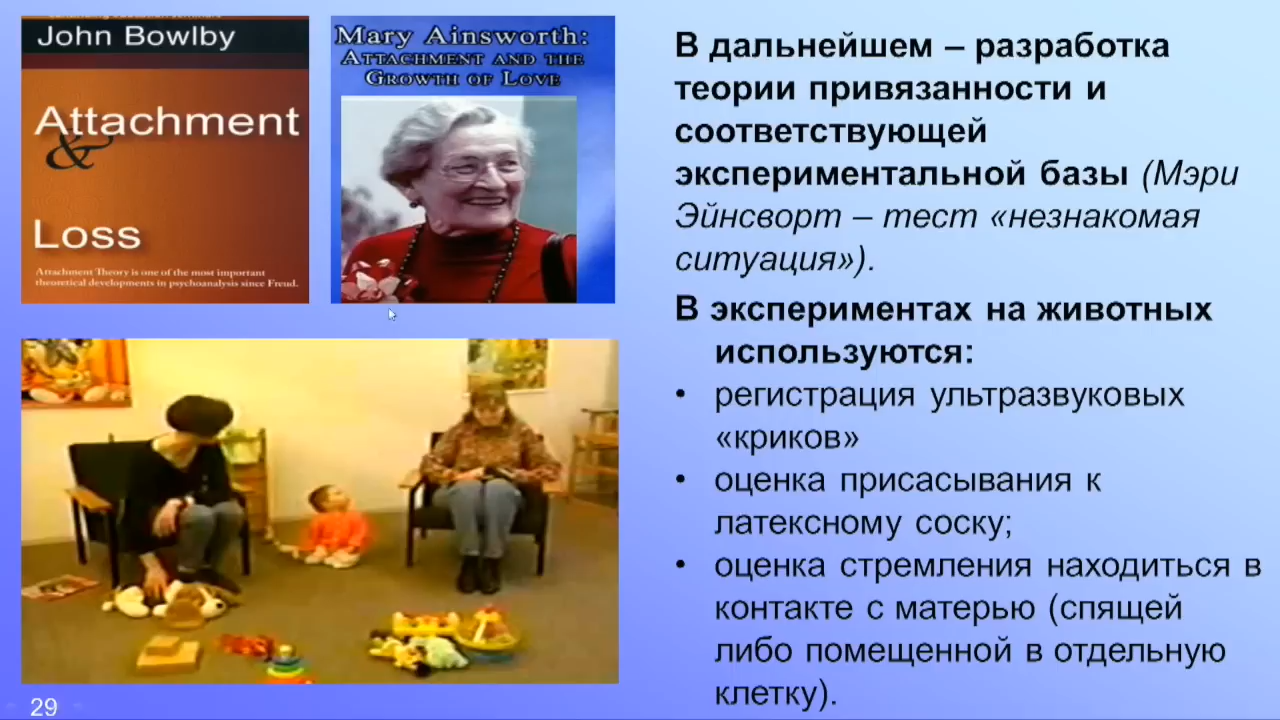 John Bowlby
Attachment
&
Loss
Attachment Theory is one of the most important
theoretical developments in psychoanalysis since Freud.
Mary Ainsworth:
Attachment and the
Growth of Love
В дальнейшем – разработка
теории привязанности и
соответствующей
экспериментальной базы (Мэри
Эйнсворт – тест «незнакомая
ситуация»).
В экспериментах на животных
используются:
• регистрация ультразвуковых
«криков»
• оценка присасывания к
латексному соску;
• оценка стремления находиться в
контакте с матерью (спящей
либо помещенной в отдельную
клетку).
29